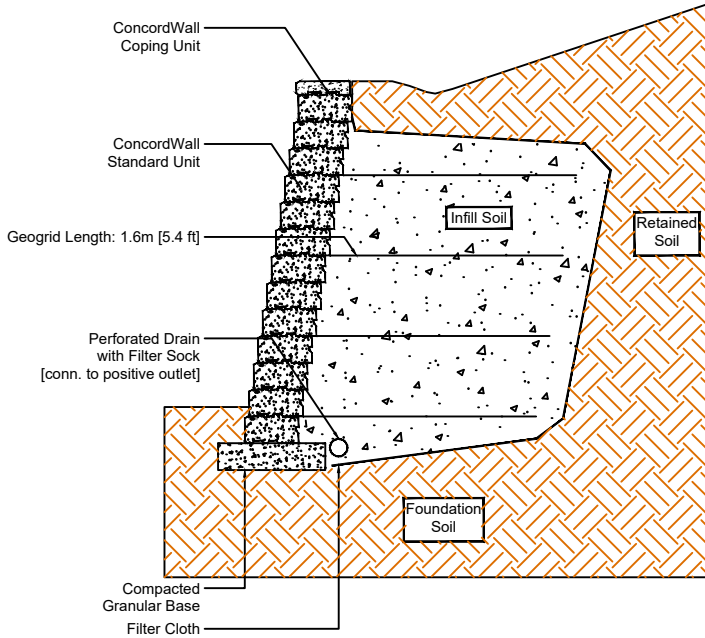 ConcordWall
Coping Unit
ConcordWall
Standard Unit
Infill Soil
Retained
Soil
Geogrid Length: 1.6m [5.4 ft]
Perforated Drain
with Filter Sock
[conn. to positive outlet]
Foundation
Soil
Compacted
Granular Base
Filter Cloth